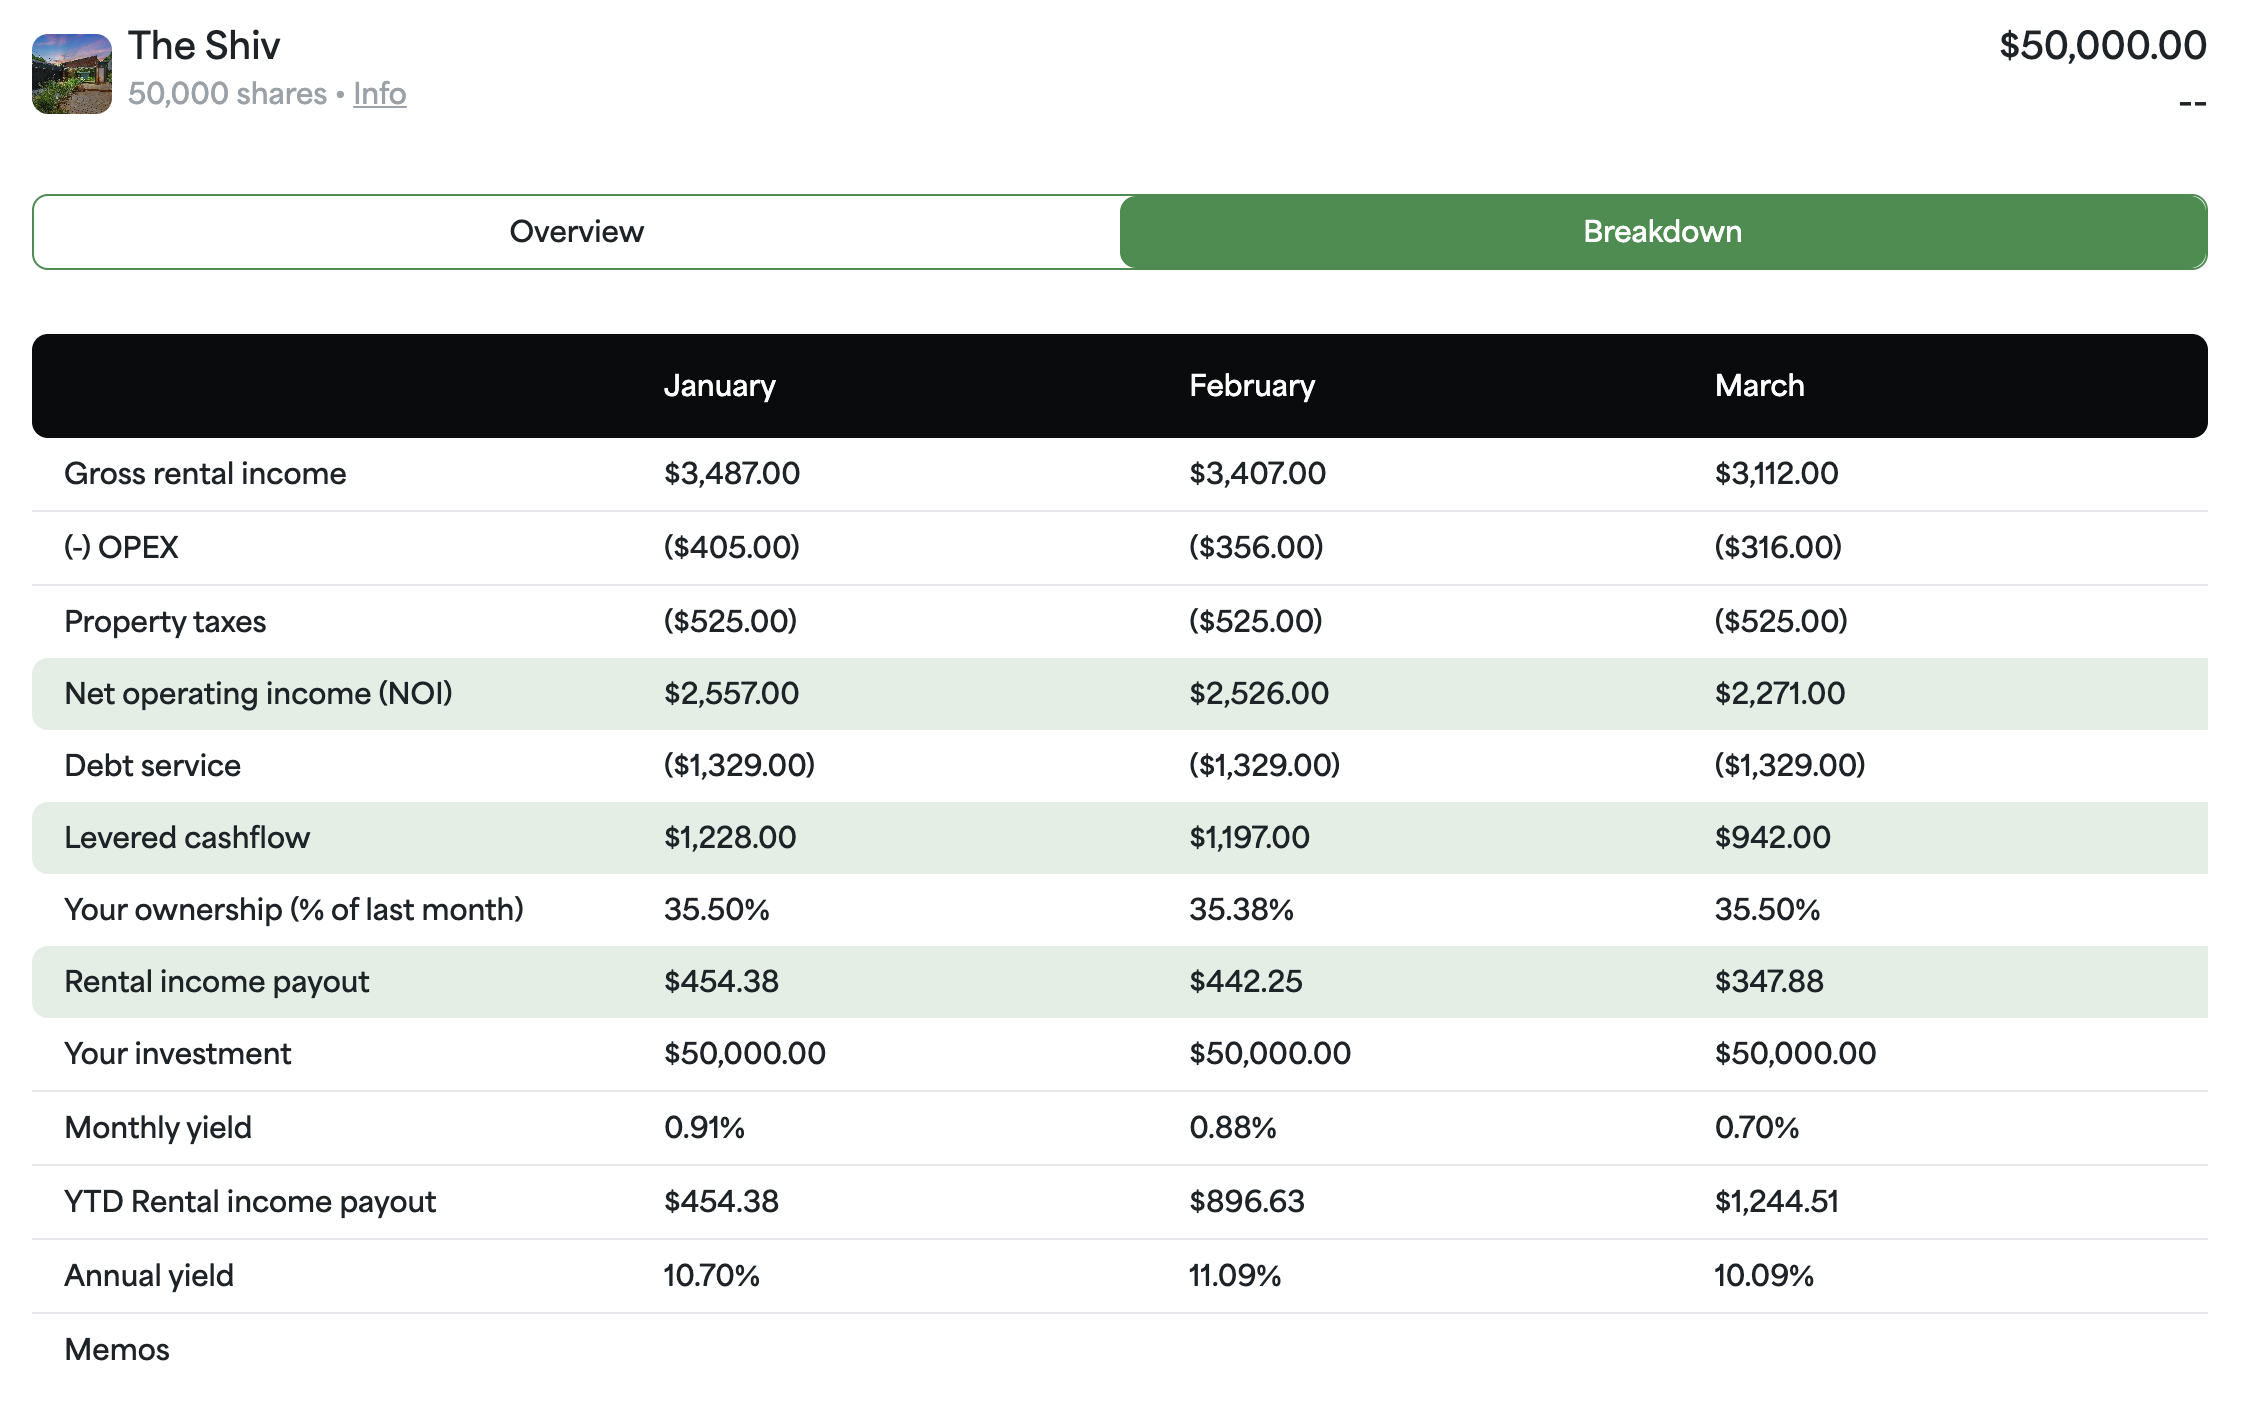 The Shiv
$50,000.00
50,000 shares • Info
--
Overview Breakdown
January February March
Gross rental income $3,487.00 $3,407.00 $3,112.00
(-) OPEX ($405.00) ($356.00) ($316.00)
Property taxes ($525.00) ($525.00) ($525.00)
Net operating income (NOI) $2,557.00 $2,526.00 $2,271.00
Debt service ($1,329.00) ($1,329.00) ($1,329.00)
Levered cashflow $1,228.00 $1,197.00 $942.00
Your ownership (% of last month) 35.50% 35.38% 35.50%
Rental income payout $454.38 $442.25 $347.88
Your investment $50,000.00 $50,000.00 $50,000.00
Monthly yield 0.91% 0.88% 0.70%
YTD Rental income payout $454.38 $896.63 $1,244.51
Annual yield 10.70% 11.09% 10.09%
Memos